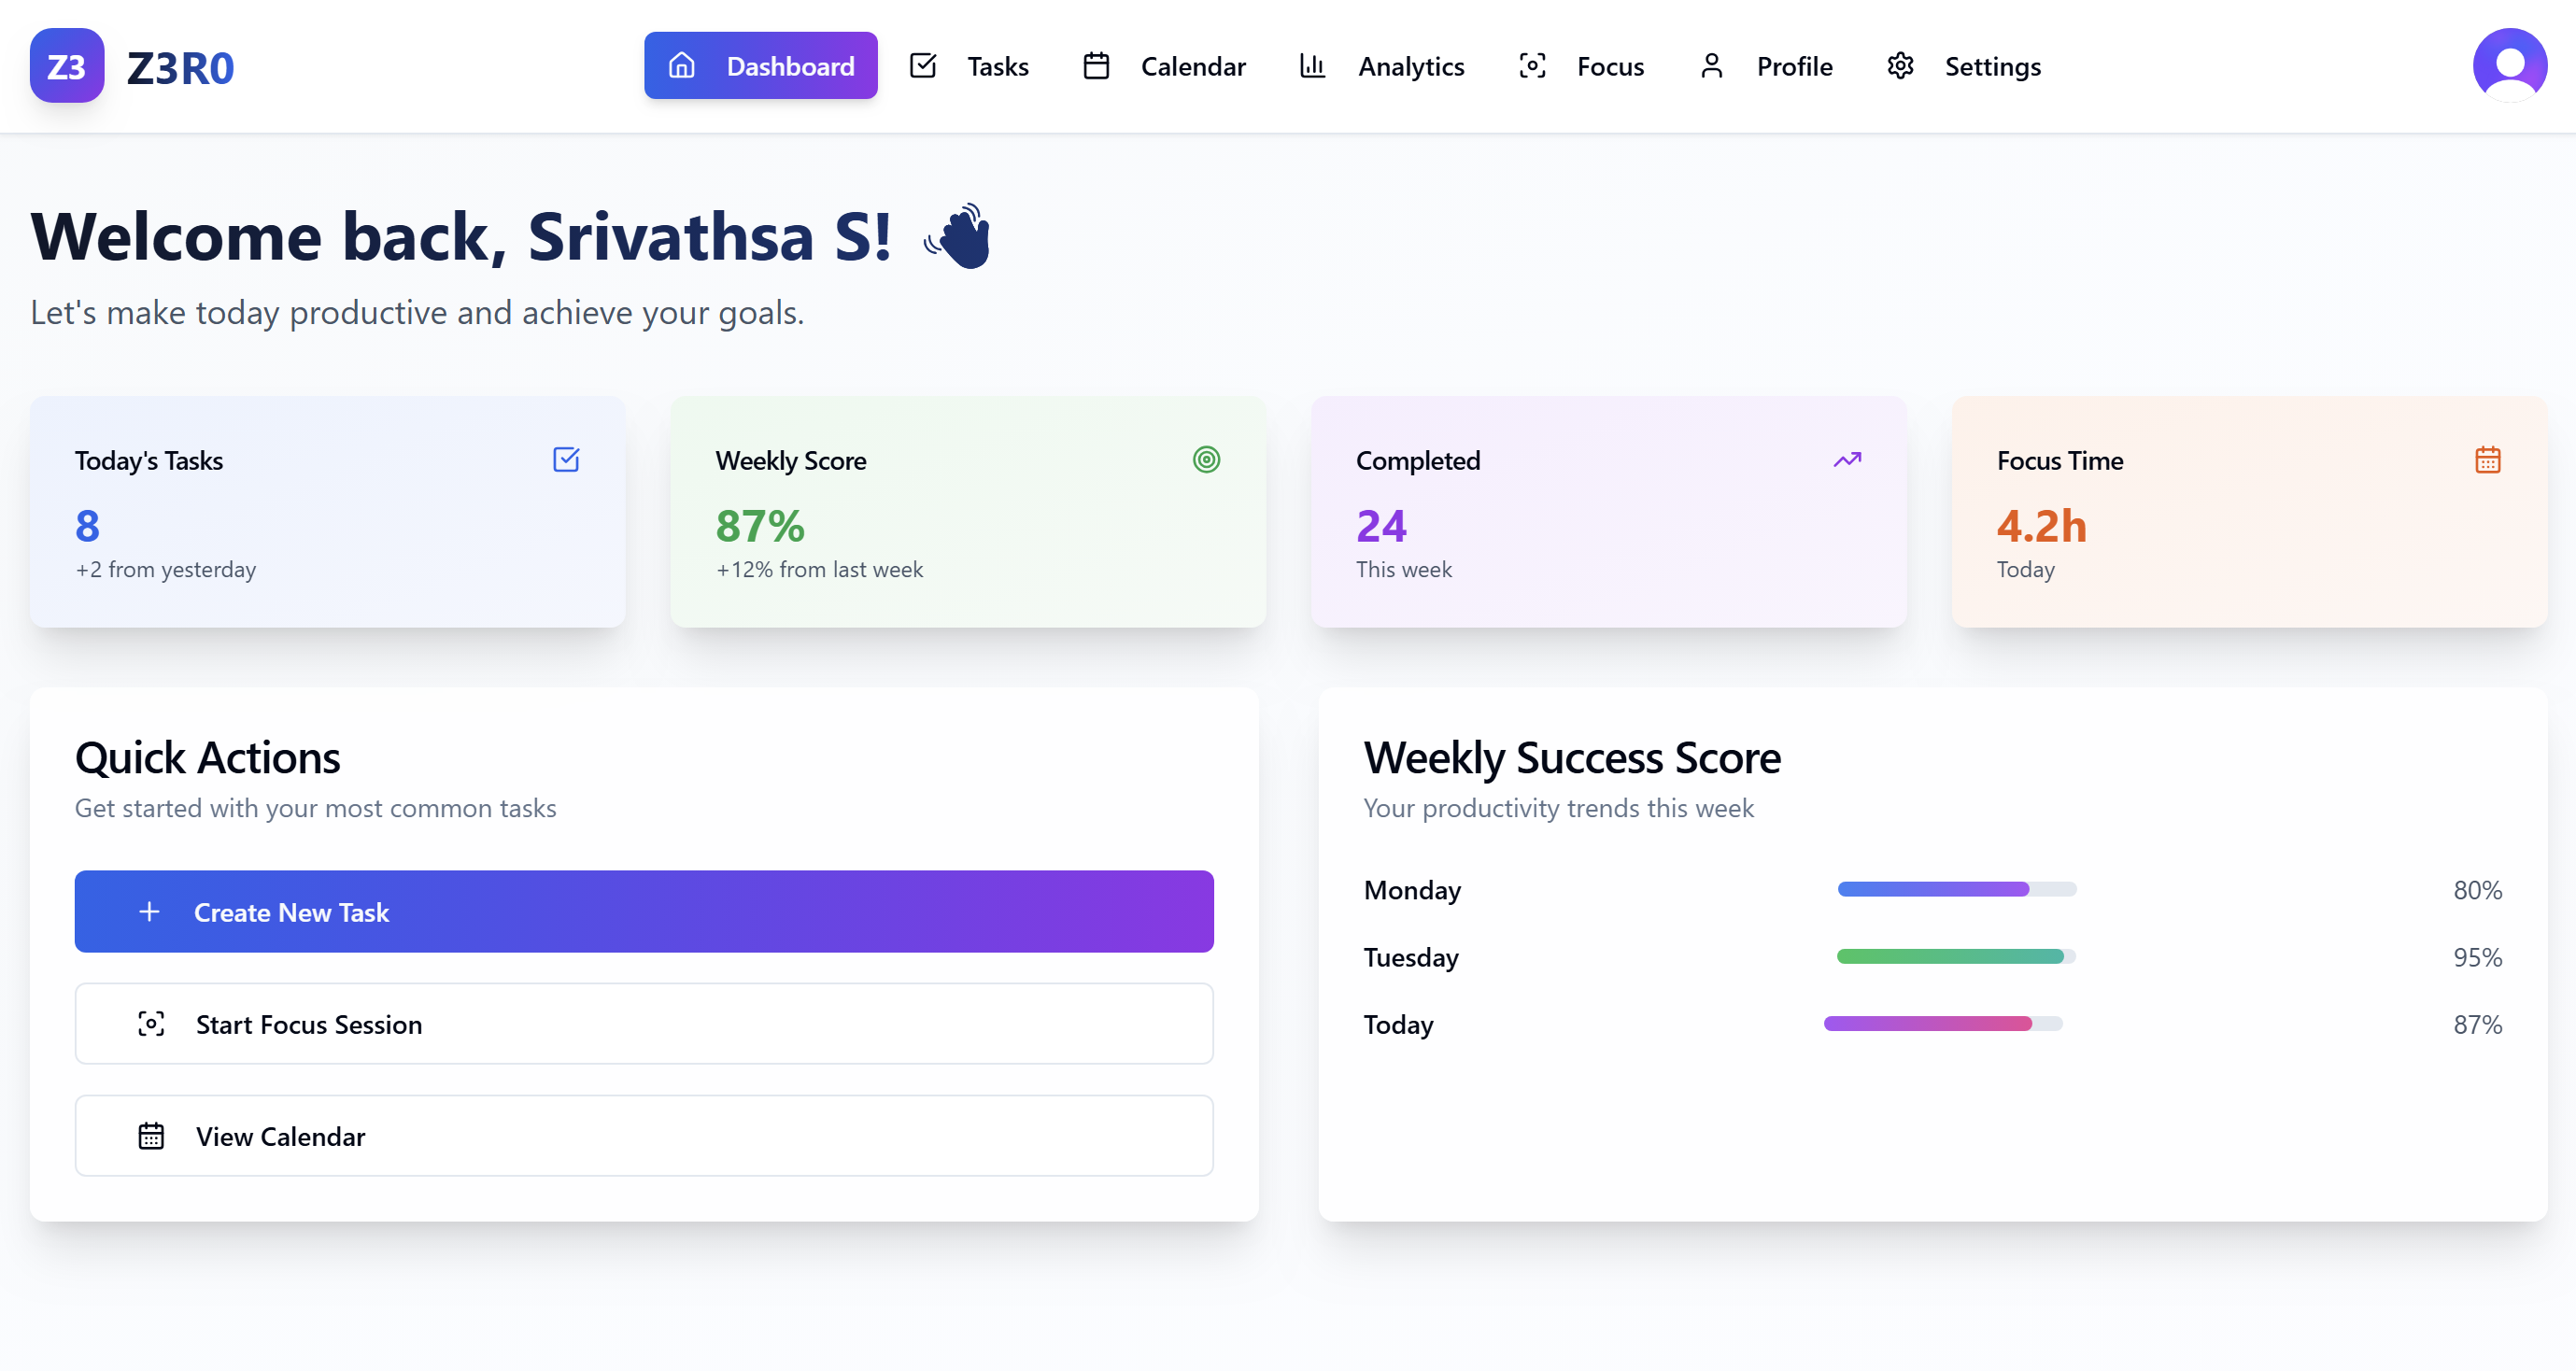 Z3 Z3R0 Dashboard Tasks Calendar Analytics Focus Profile Settings
Welcome back, Srivathsa S! 👋
Let's make today productive and achieve your goals.
Today's Tasks
8
+2 from yesterday
Weekly Score
87%
+12% from last week
Completed
24
This week
Focus Time
4.2h
Today
Quick Actions
Get started with your most common tasks
Create New Task
Start Focus Session
View Calendar
Weekly Success Score
Your productivity trends this week
Monday 80%
Tuesday 95%
Today 87%